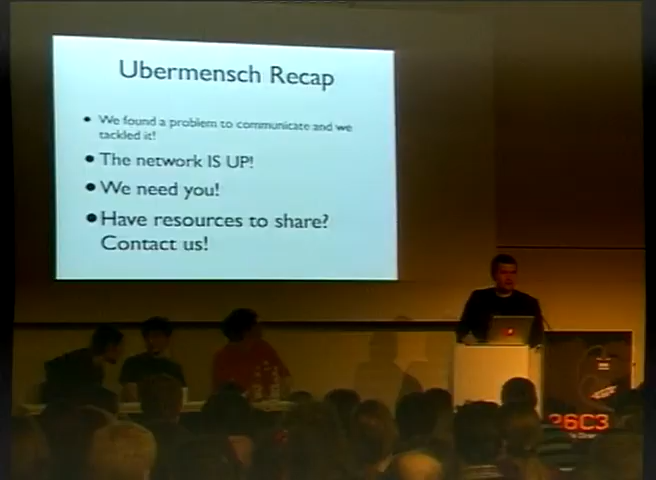 Ubermensch Recap
• We found a problem to communicate and we
tackled it!
• The network IS UP!
• We need you!
• Have resources to share?
Contact us!
26C3